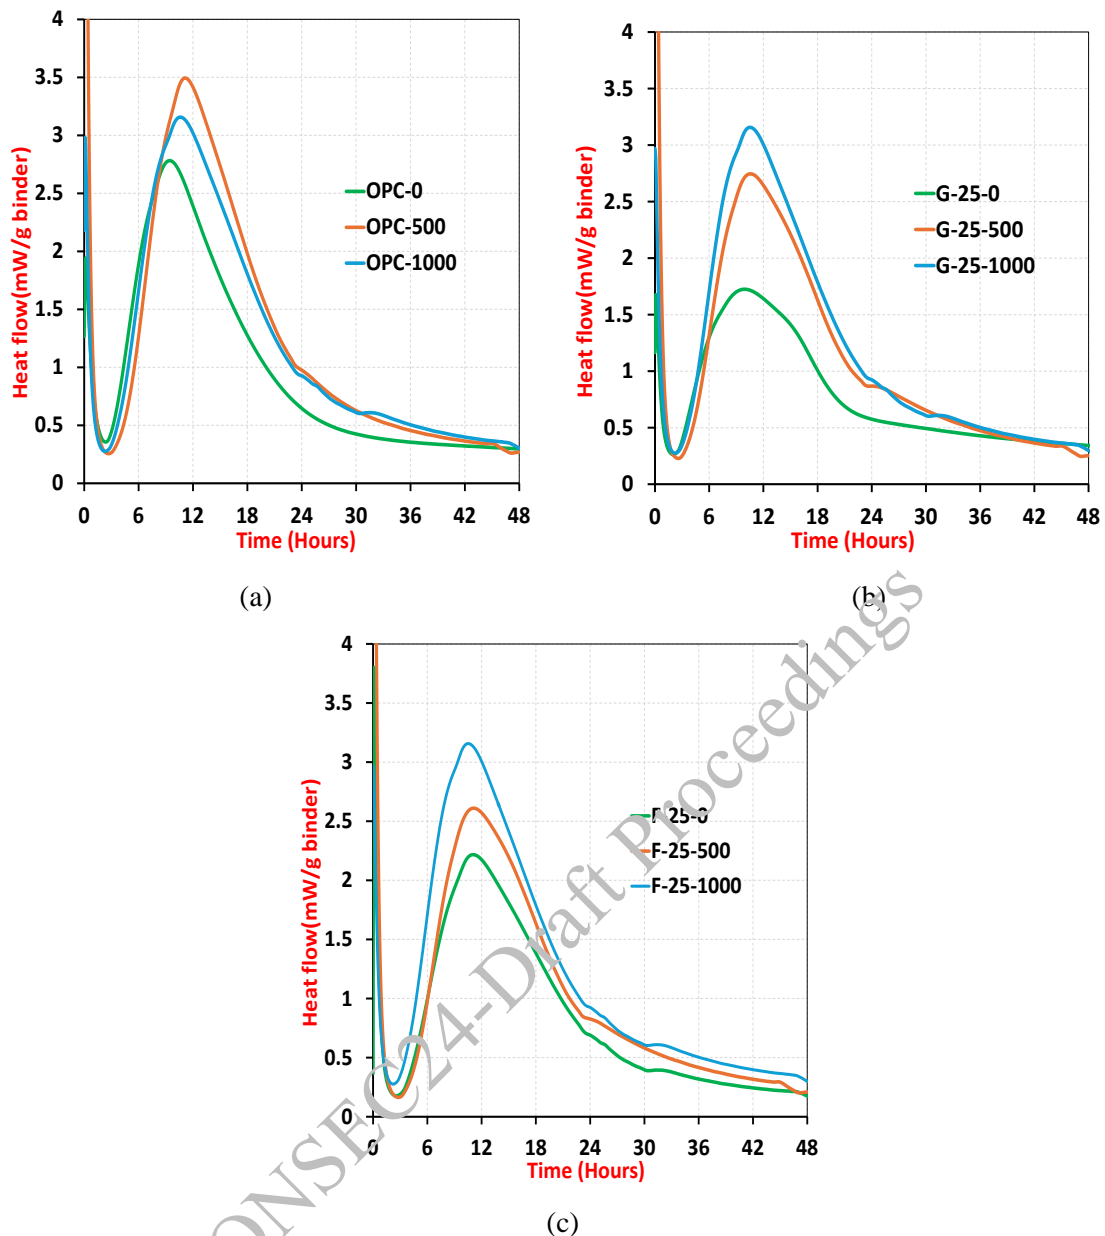 4
3.5
3
2.5
2
1.5
1
0.5
0
0 6 12 18 24 30 36 42 48
Heat flow(mW/g binder)
Time (Hours)
OPC-0
OPC-500
OPC-1000
(a)
4
3.5
3
2.5
2
1.5
1
0.5
0
0 6 12 18 24 30 36 42 48
Heat flow(mW/g binder)
Time (Hours)
G-25-0
G-25-500
G-25-1000
(b)
4
3.5
3
2.5
2
1.5
1
0.5
0
0 6 12 18 24 30 36 42 48
Heat flow(mW/g binder)
Time (Hours)
F-25-0
F-25-500
F-25-1000
(c)
ONSEC24-Draft Proceedings